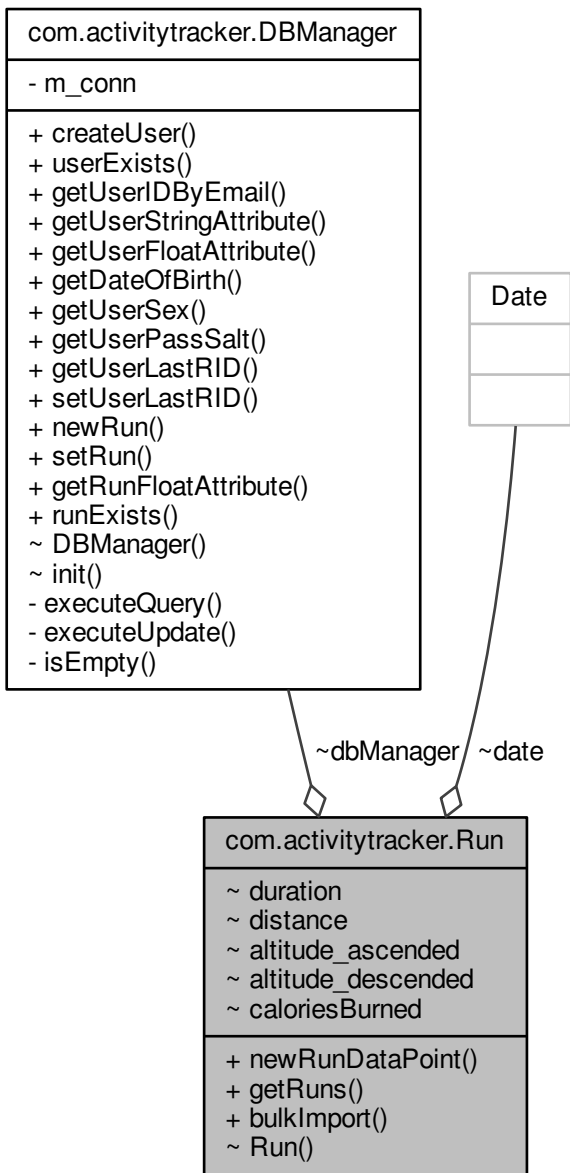 com.activitytracker.DBManager
- m_conn
+ createUser()
+ userExists()
+ getUserIDByEmail()
+ getUserStringAttribute()
+ getUserFloatAttribute()
+ getDateOfBirth()
+ getUserSex()
+ getUserPassSalt()
+ getUserLastRID()
+ setUserLastRID()
+ newRun()
+ setRun()
+ getRunFloatAttribute()
+ runExists()
~ DBManager()
~ init()
- executeQuery()
- executeUpdate()
- isEmpty()
Date
~dbManager
~date
com.activitytracker.Run
~ duration
~ distance
~ altitude_ascended
~ altitude_descended
~ caloriesBurned
+ newRunDataPoint()
+ getRuns()
+ bulkImport()
~ Run()